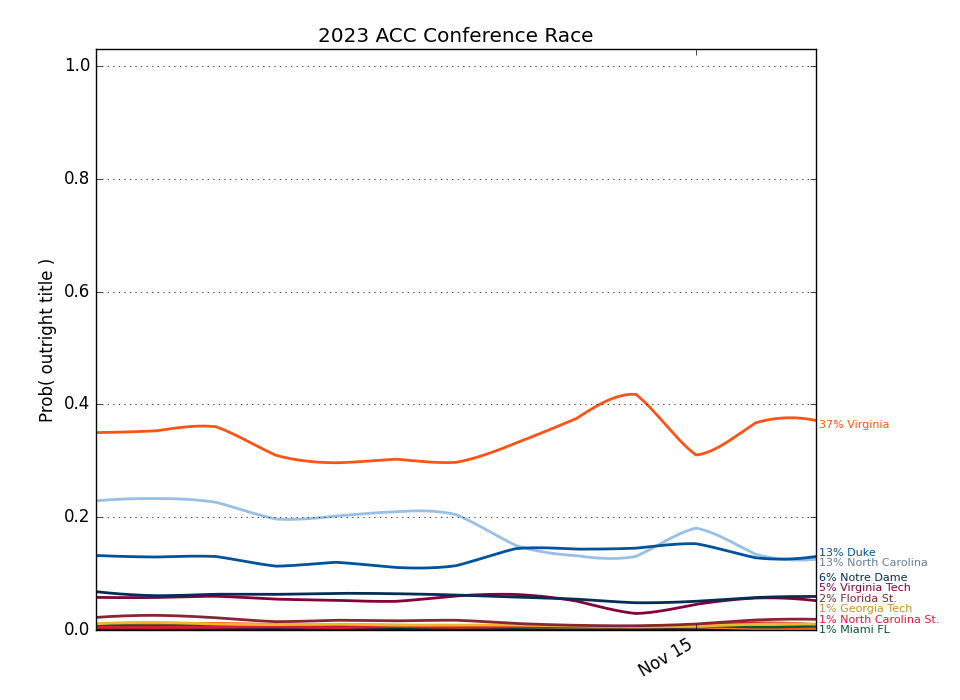 2023 ACC Conference Race
Prob( outright title )
1.0
0.8
0.6
0.4
0.2
0.0
Nov 15
37% Virginia
13% Duke
13% North Carolina
6% Notre Dame
5% Virginia Tech
2% Florida St.
1% Georgia Tech
1% North Carolina St.
1% Miami FL